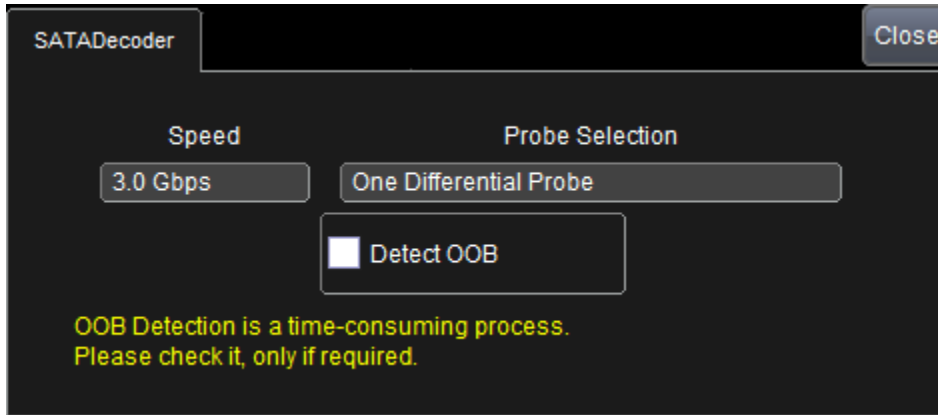 SATADecoder
Close
Speed
Probe Selection
3.0 Gbps
One Differential Probe
Detect OOB
OOB Detection is a time-consuming process.
Please check it, only if required.